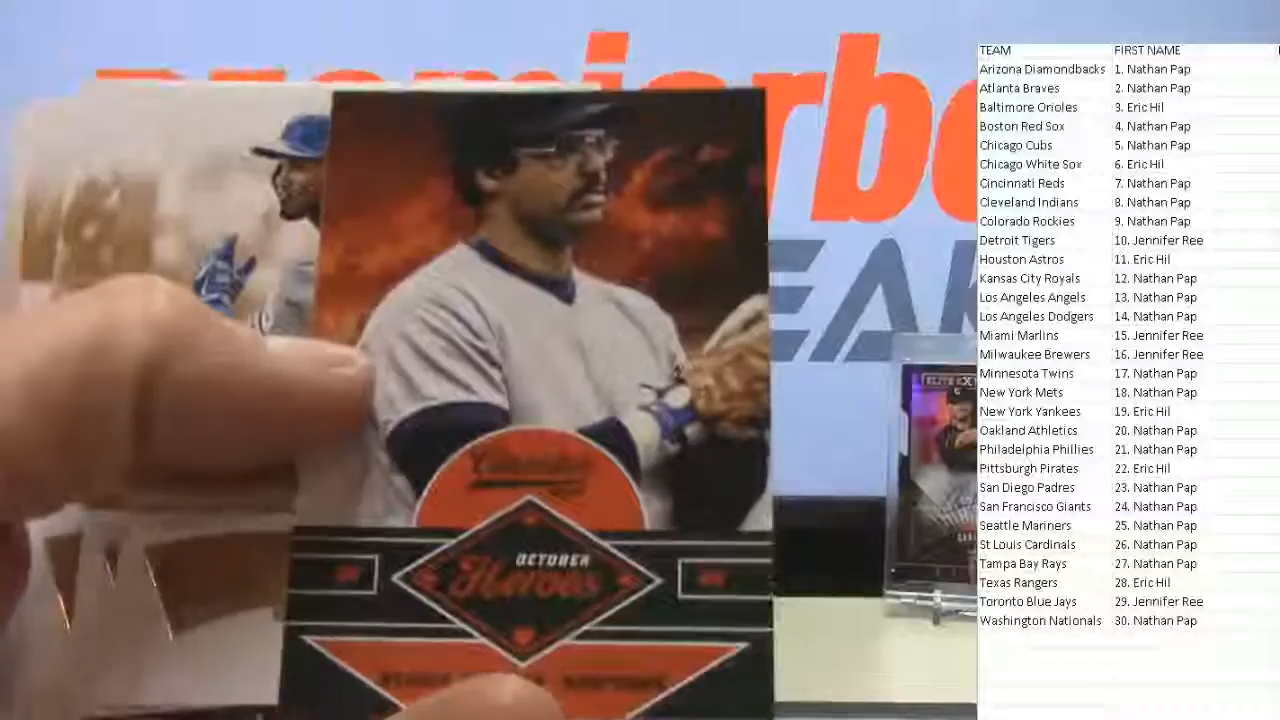 TEAM FIRST NAME
Arizona Diamondbacks 1. Nathan Pap
Atlanta Braves 2. Nathan Pap
Baltimore Orioles 3. Eric Hil
Boston Red Sox 4. Nathan Pap
Chicago Cubs 5. Nathan Pap
Chicago White Sox 6. Eric Hil
Cincinnati Reds 7. Nathan Pap
Cleveland Indians 8. Nathan Pap
Colorado Rockies 9. Nathan Pap
Detroit Tigers 10. Jennifer Ree
Houston Astros 11. Eric Hil
Kansas City Royals 12. Nathan Pap
Los Angeles Angels 13. Nathan Pap
Los Angeles Dodgers 14. Nathan Pap
Miami Marlins 15. Jennifer Ree
Milwaukee Brewers 16. Jennifer Ree
Minnesota Twins 17. Nathan Pap
New York Mets 18. Nathan Pap
New York Yankees 19. Eric Hil
Oakland Athletics 20. Nathan Pap
Philadelphia Phillies 21. Nathan Pap
Pittsburgh Pirates 22. Eric Hil
San Diego Padres 23. Nathan Pap
San Francisco Giants 24. Nathan Pap
Seattle Mariners 25. Nathan Pap
St Louis Cardinals 26. Nathan Pap
Tampa Bay Rays 27. Nathan Pap
Texas Rangers 28. Eric Hil
Toronto Blue Jays 29. Jennifer Ree
Washington Nationals 30. Nathan Pap
OCTOBER
Heroes